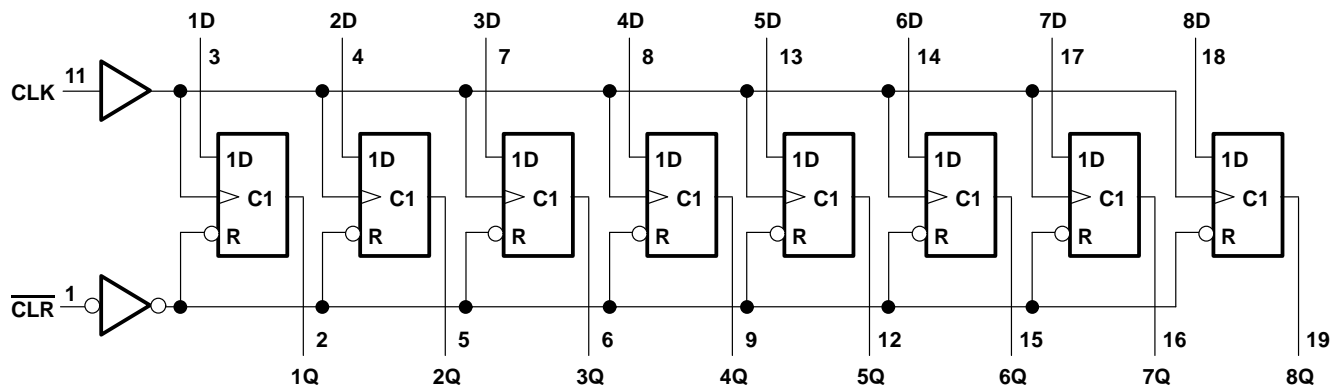 1D 2D 3D 4D 5D 6D 7D 8D
3 4 7 8 13 14 17 18
CLK 11
1D 1D 1D 1D 1D 1D 1D 1D
C1 C1 C1 C1 C1 C1 C1 C1
R R R R R R R R
C̅L̅R̅ 1
2 5 6 9 12 15 16 19
1Q 2Q 3Q 4Q 5Q 6Q 7Q 8Q